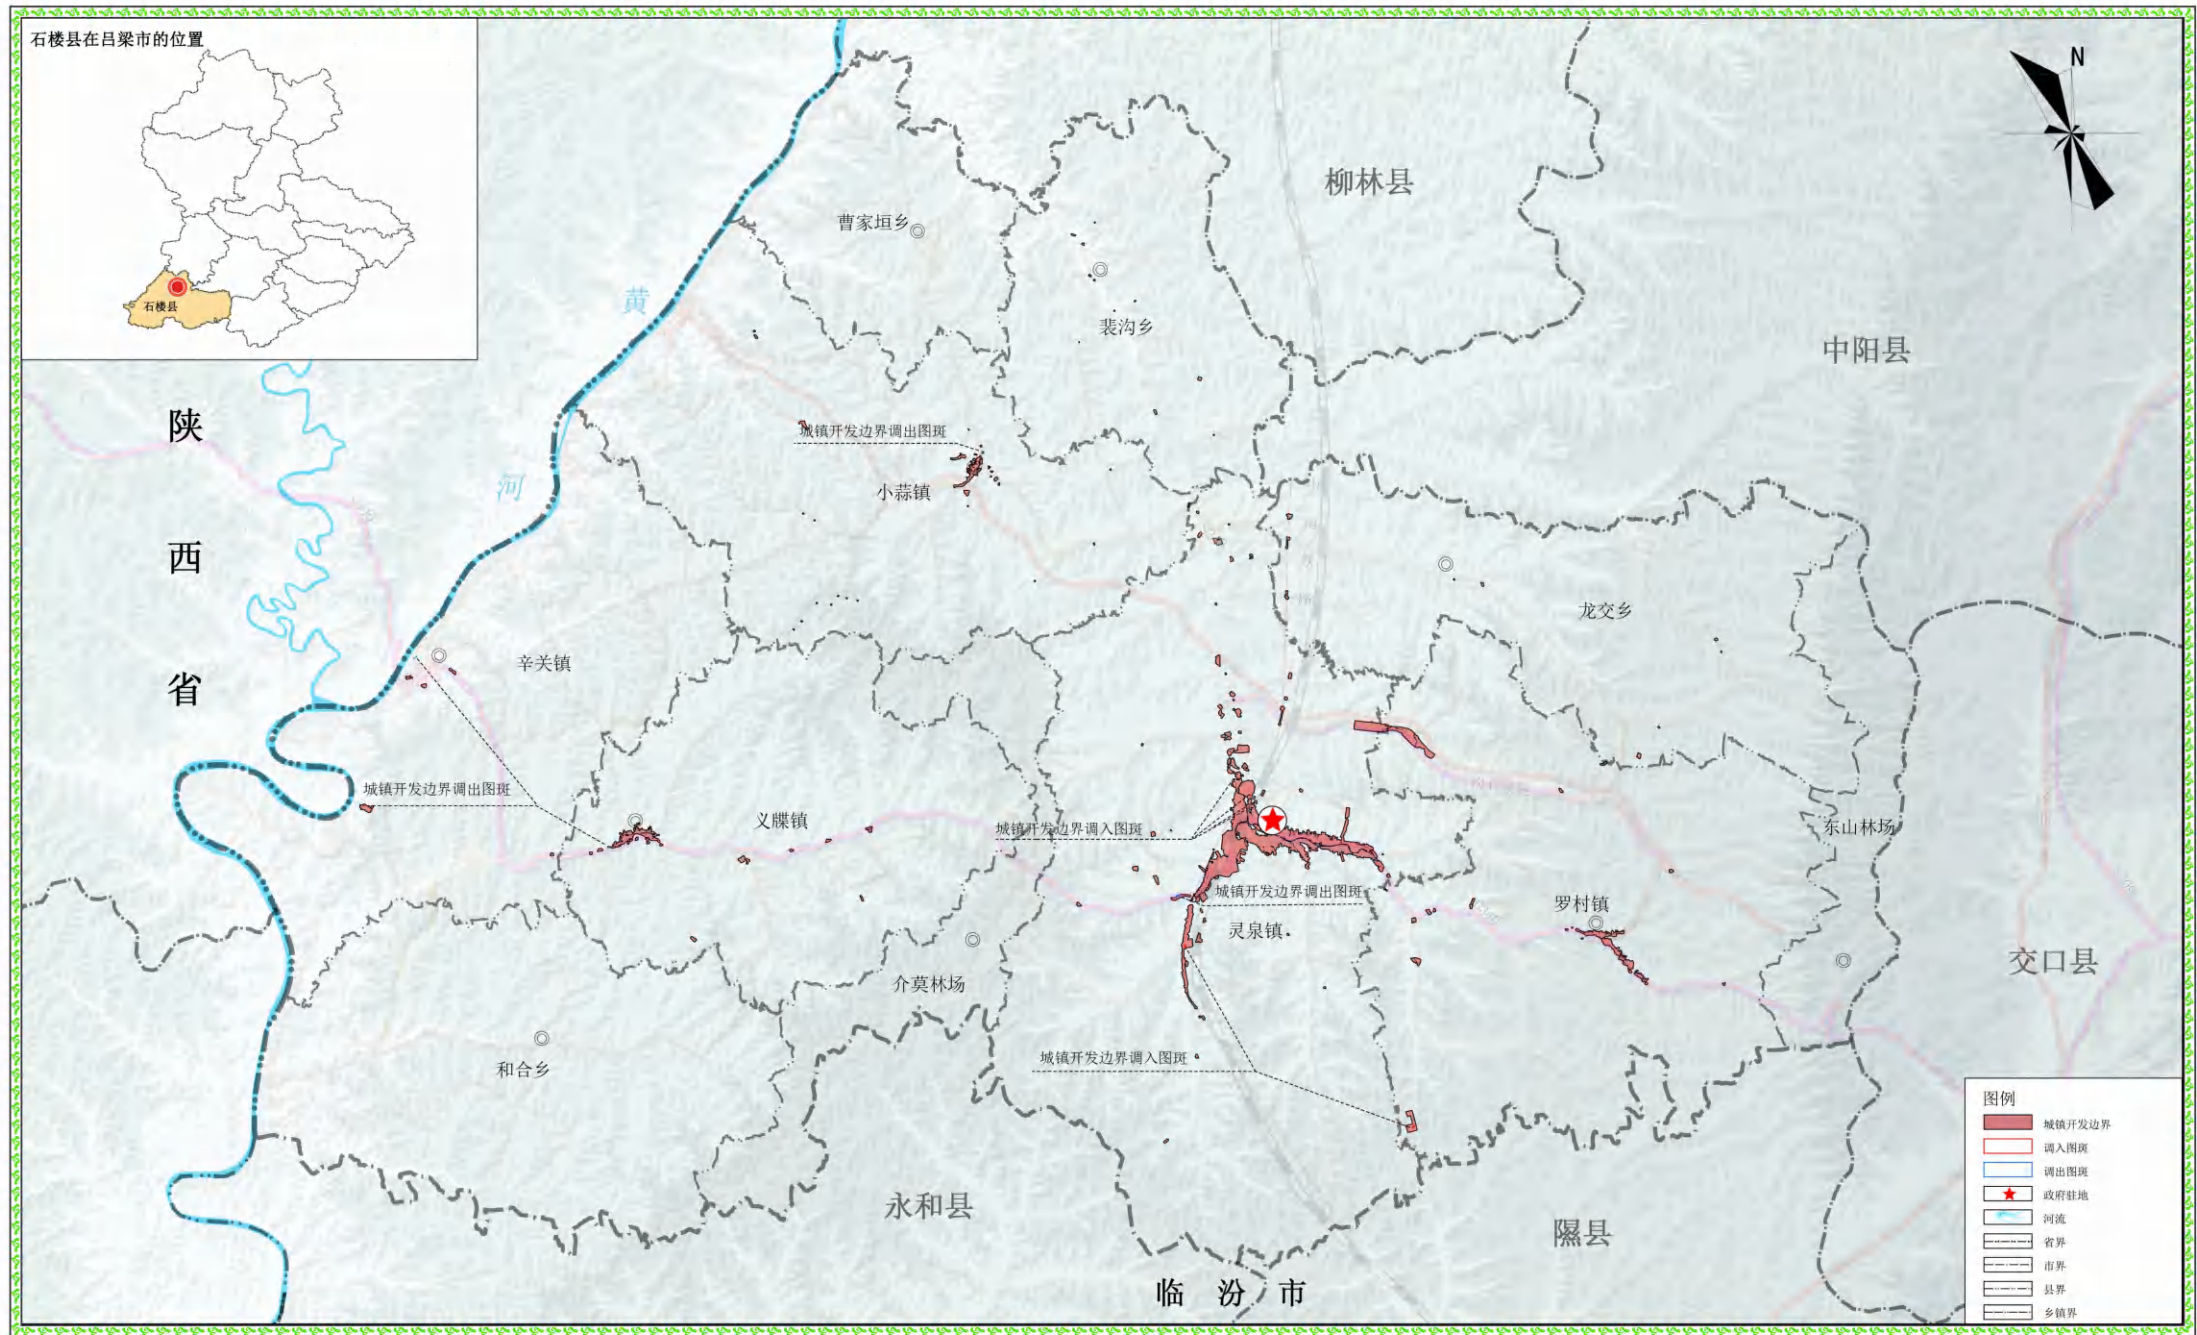 石楼县在吕梁市的位置
石楼县
N
柳林县
曹家垣乡
黄
裴沟乡
中阳县
陕
西
省
城镇开发边界调出图斑
河
小蒜镇
龙交乡
辛关镇
城镇开发边界调出图斑
义牒镇
城镇开发边界调入图斑
东山林场
城镇开发边界调出图斑
罗村镇
灵泉镇
交口县
介莫林场
和合乡
城镇开发边界调入图斑
永和县
隰县
临汾市
图例
城镇开发边界
调入图斑
调出图斑
政府驻地
河流
省界
市界
县界
乡镇界